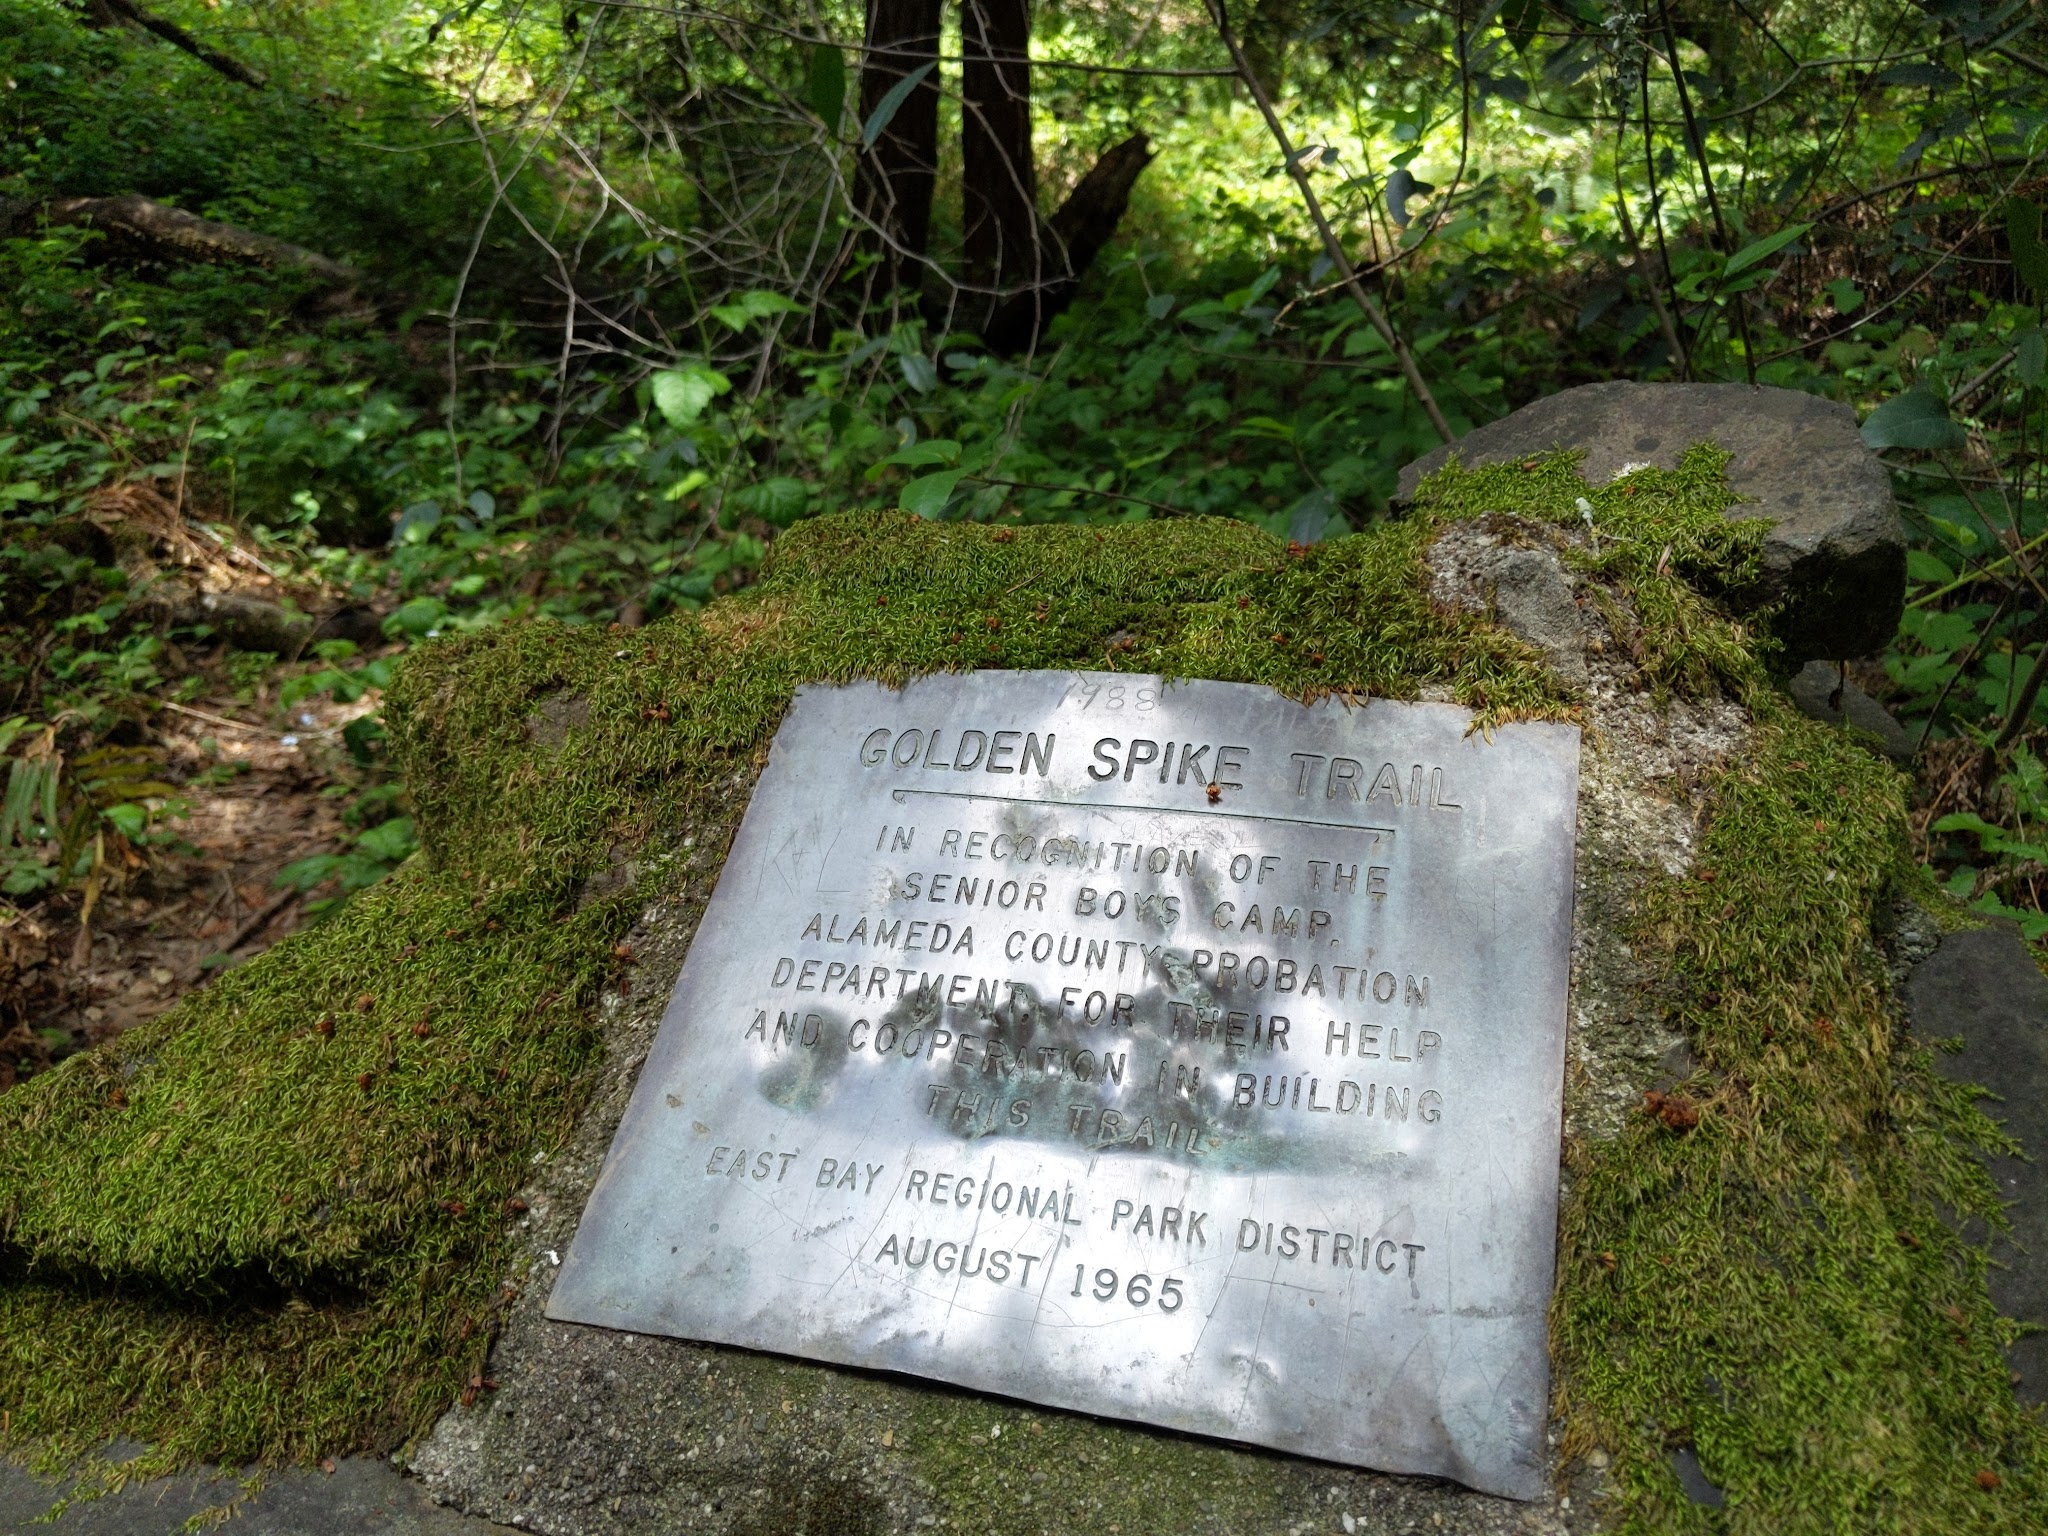 1988
GOLDEN SPIKE TRAIL
IN RECOGNITION OF THE
SENIOR BOYS CAMP,
ALAMEDA COUNTY PROBATION
DEPARTMENT FOR THEIR HELP
AND COOPERATION IN BUILDING
THIS TRAIL
EAST BAY REGIONAL PARK DISTRICT
AUGUST 1965